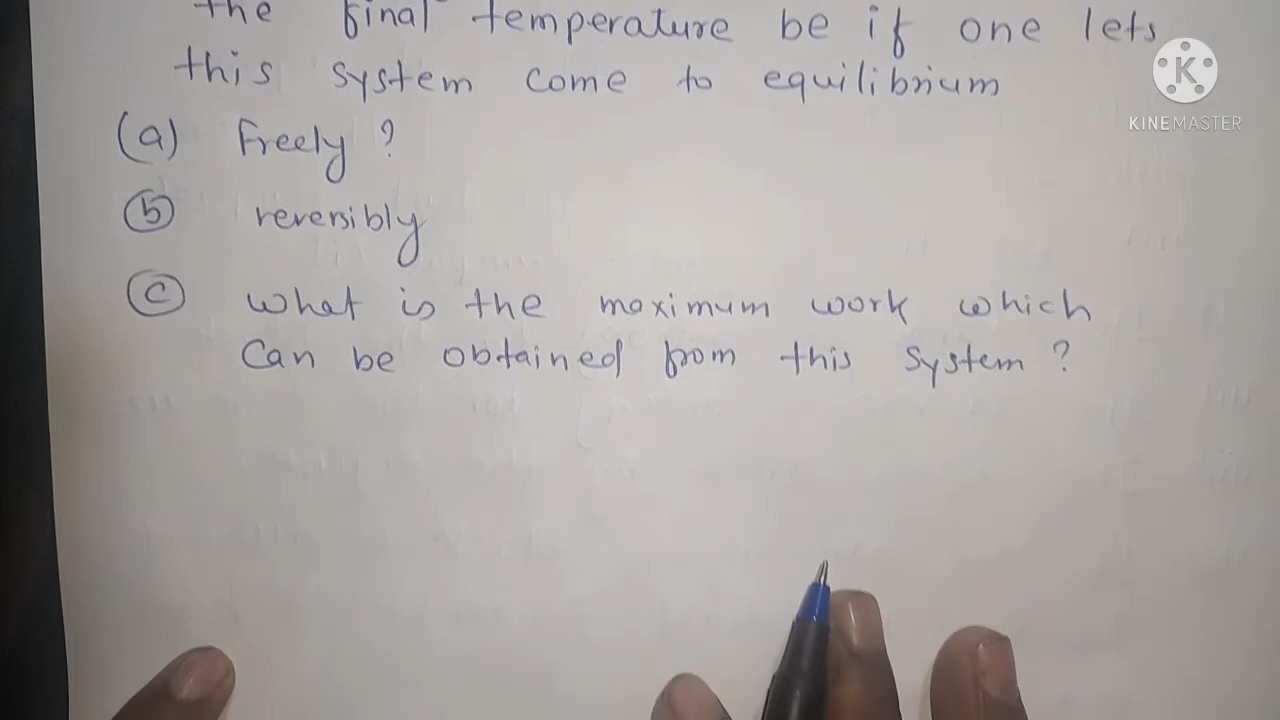 the final temperature be if one lets
this system come to equilibrium
(a) Freely ?
(b) reversibly
(c) What is the maximum work which
Can be obtained from this system ?
K
KINEMASTER